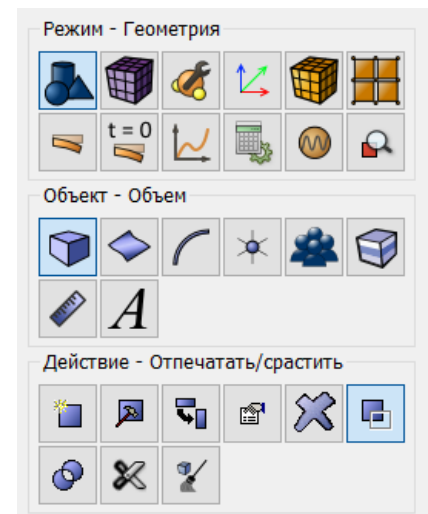 Режим - Геометрия
t = 0
Объект - Объем
A
Действие - Отпечатать/срастить